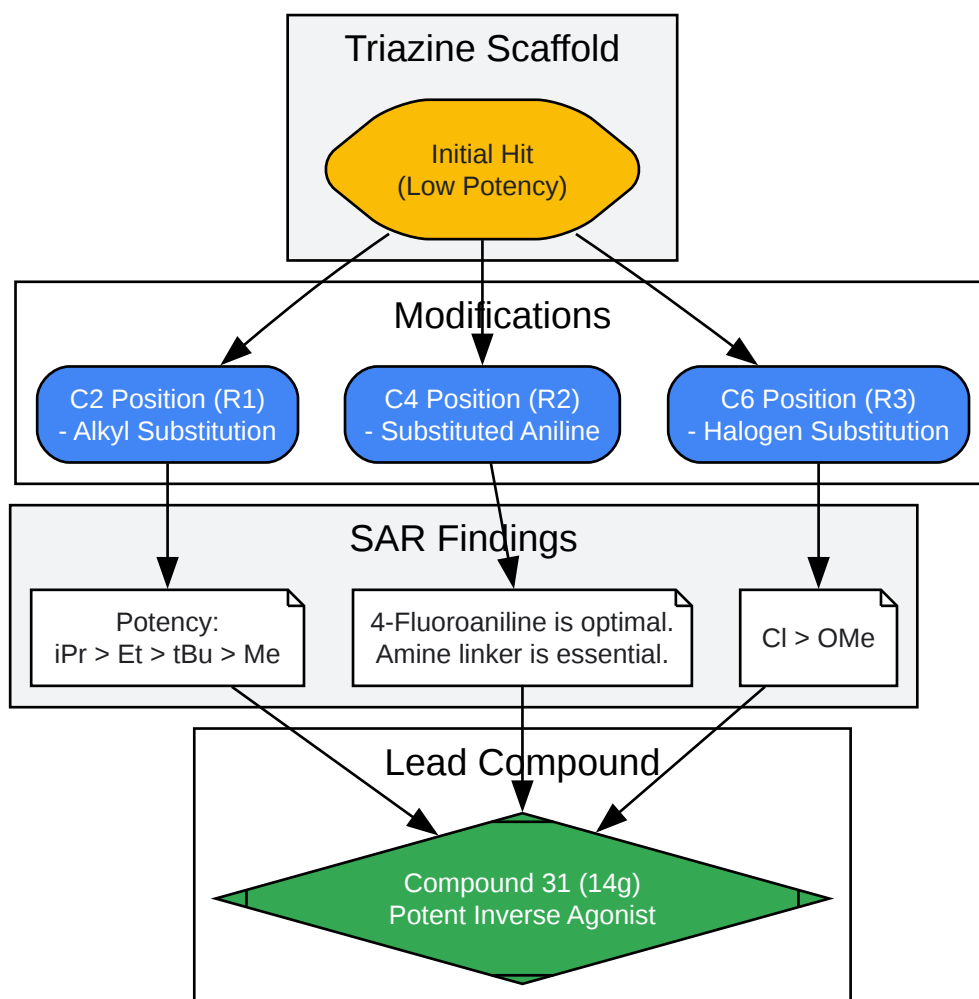 Triazine Scaffold
Initial Hit
(Low Potency)
Modifications
C2 Position (R1)
- Alkyl Substitution
C4 Position (R2)
- Substituted Aniline
C6 Position (R3)
- Halogen Substitution
SAR Findings
Potency:
iPr > Et > tBu > Me
4-Fluoroaniline is optimal.
Amine linker is essential.
Cl > OMe
Lead Compound
Compound 31 (14g)
Potent Inverse Agonist